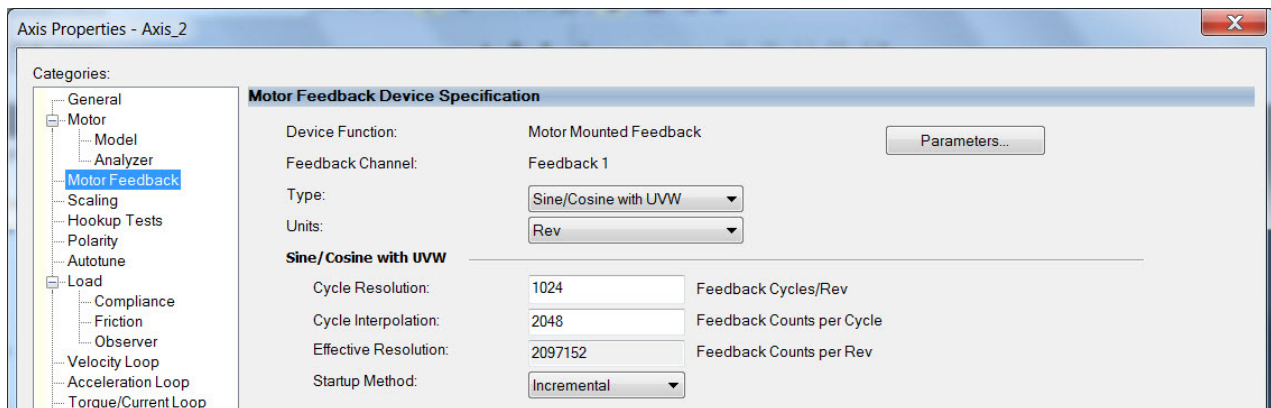 Axis Properties - Axis_2
X
Categories:
General
Motor
Model
Analyzer
Motor Feedback
Scaling
Hookup Tests
Polarity
Autotune
Load
Compliance
Friction
Observer
Velocity Loop
Acceleration Loop
Torque/Current Loop
Motor Feedback Device Specification
Device Function: Motor Mounted Feedback
Parameters...
Feedback Channel: Feedback 1
Type: Sine/Cosine with UVW
Units: Rev
Sine/Cosine with UVW
Cycle Resolution: 1024 Feedback Cycles/Rev
Cycle Interpolation: 2048 Feedback Counts per Cycle
Effective Resolution: 2097152 Feedback Counts per Rev
Startup Method: Incremental